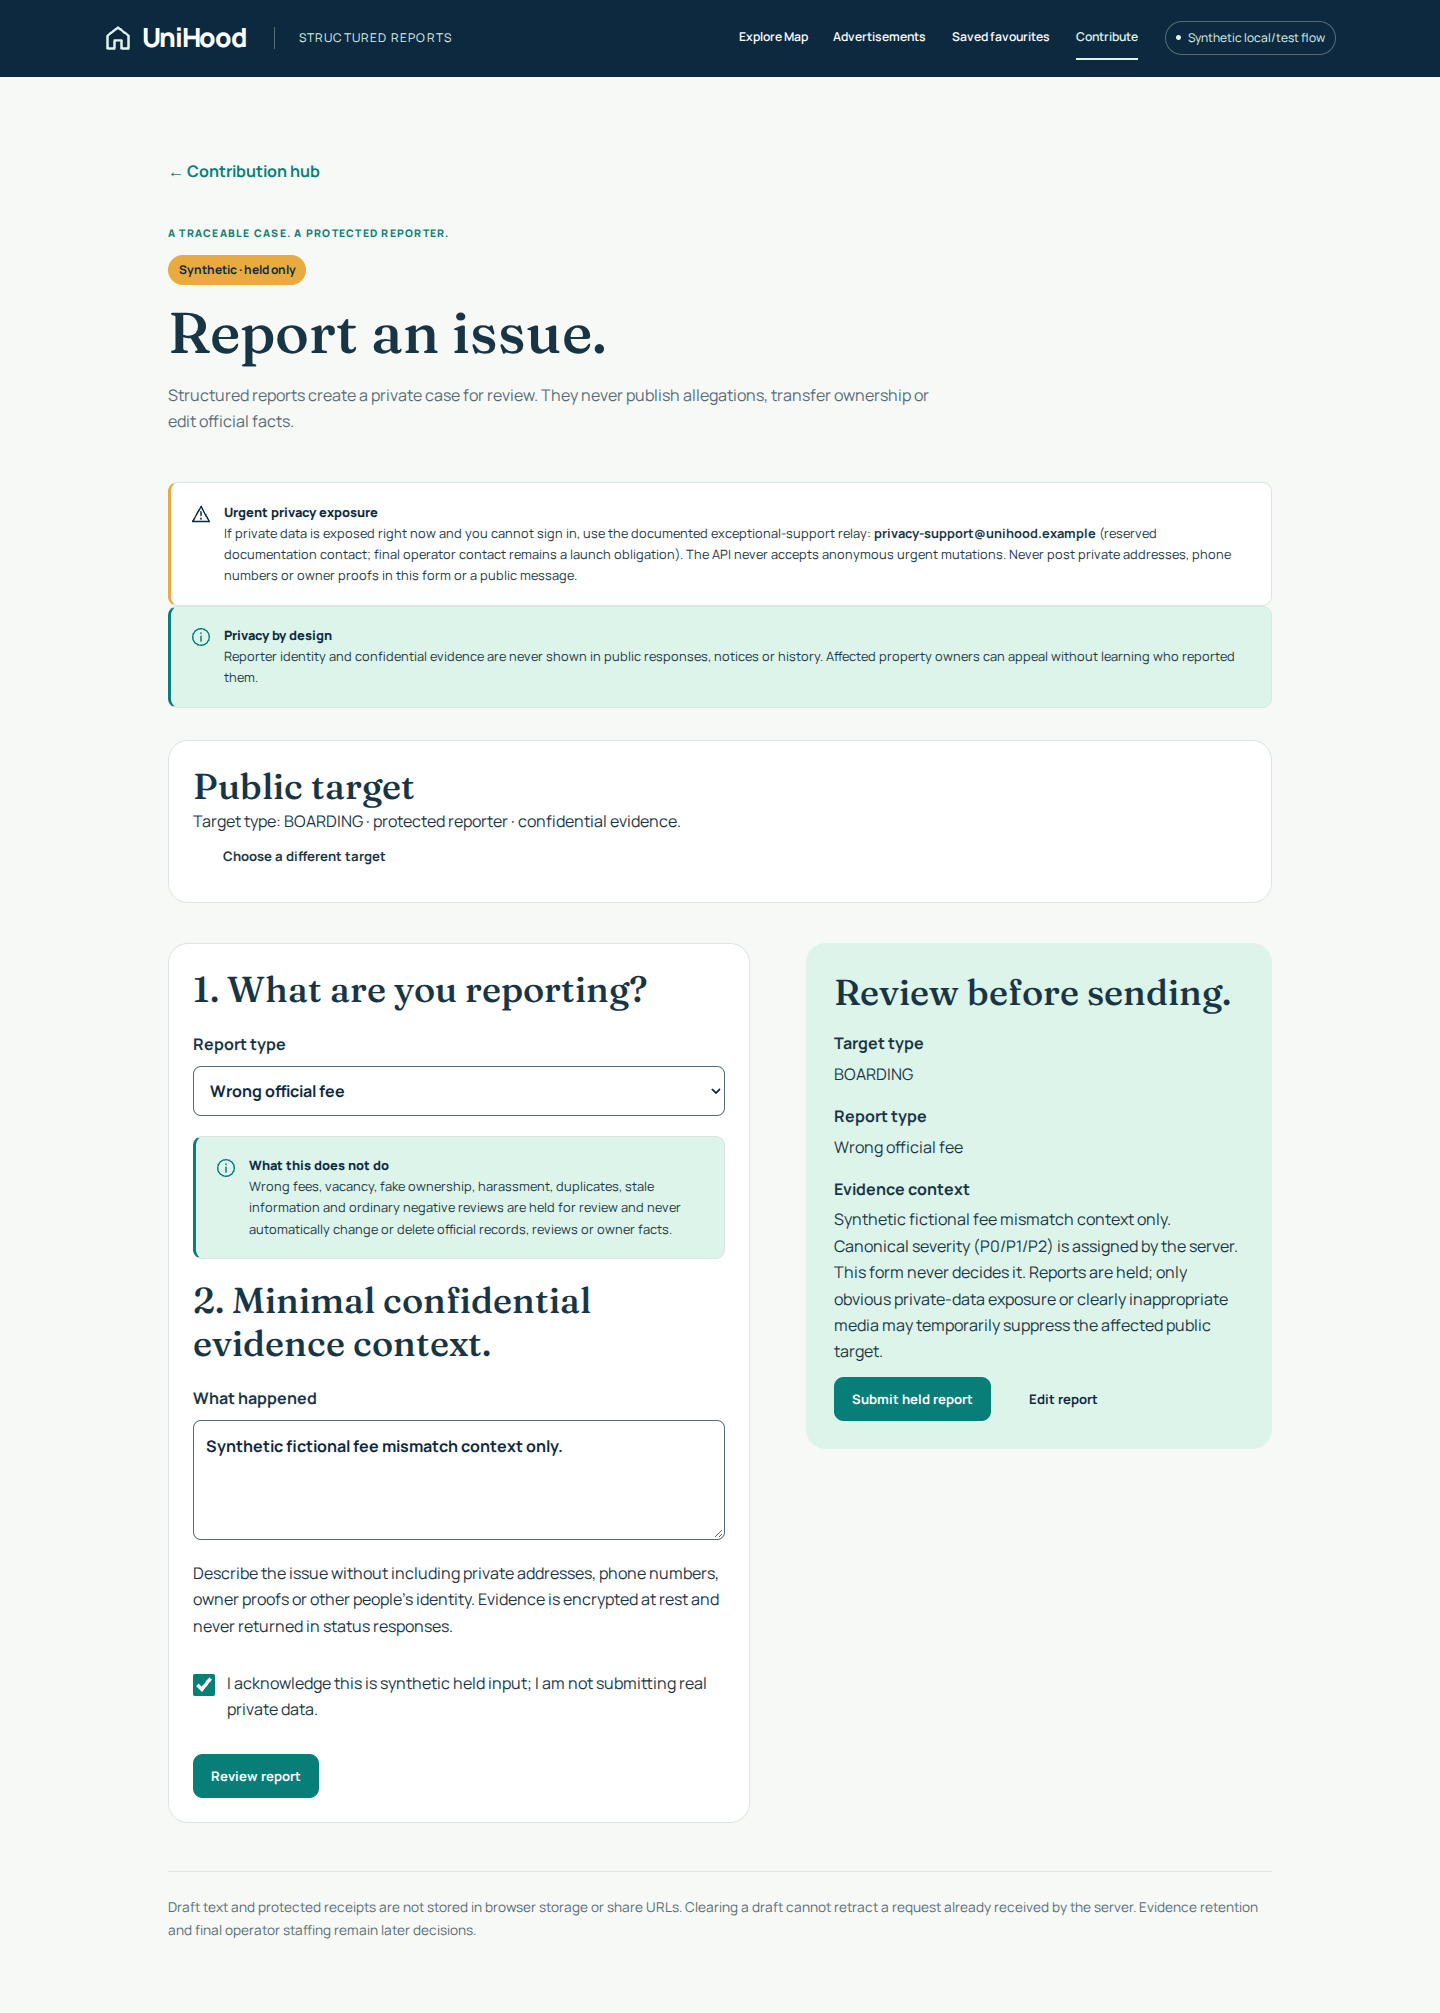 UniHood
STRUCTURED REPORTS
Explore Map
Advertisements
Saved favourites
Contribute
Synthetic local/test flow
← Contribution hub
A TRACEABLE CASE. A PROTECTED REPORTER.
Synthetic · held only
Report an issue.
Structured reports create a private case for review. They never publish allegations, transfer ownership or
edit official facts.
Urgent privacy exposure
If private data is exposed right now and you cannot sign in, use the documented exceptional-support relay: privacy-support@unihood.example (reserved
documentation contact; final operator contact remains a launch obligation). The API never accepts anonymous urgent mutations. Never post private addresses, phone
numbers or owner proofs in this form or a public message.
Privacy by design
Reporter identity and confidential evidence are never shown in public responses, notices or history. Affected property owners can appeal without learning who reported
them.
Public target
Target type: BOARDING · protected reporter · confidential evidence.
Choose a different target
1. What are you reporting?
Report type
Wrong official fee
What this does not do
Wrong fees, vacancy, fake ownership, harassment, duplicates, stale
information and ordinary negative reviews are held for review and never
automatically change or delete official records, reviews or owner facts.
2. Minimal confidential
evidence context.
What happened
Synthetic fictional fee mismatch context only.
Describe the issue without including private addresses, phone numbers,
owner proofs or other people's identity. Evidence is encrypted at rest and
never returned in status responses.
I acknowledge this is synthetic held input; I am not submitting real
private data.
Review report
Review before sending.
Target type
BOARDING
Report type
Wrong official fee
Evidence context
Synthetic fictional fee mismatch context only.
Canonical severity (P0/P1/P2) is assigned by the server.
This form never decides it. Reports are held; only
obvious private-data exposure or clearly inappropriate
media may temporarily suppress the affected public
target.
Submit held report
Edit report
Draft text and protected receipts are not stored in browser storage or share URLs. Clearing a draft cannot retract a request already received by the server. Evidence retention
and final operator staffing remain later decisions.